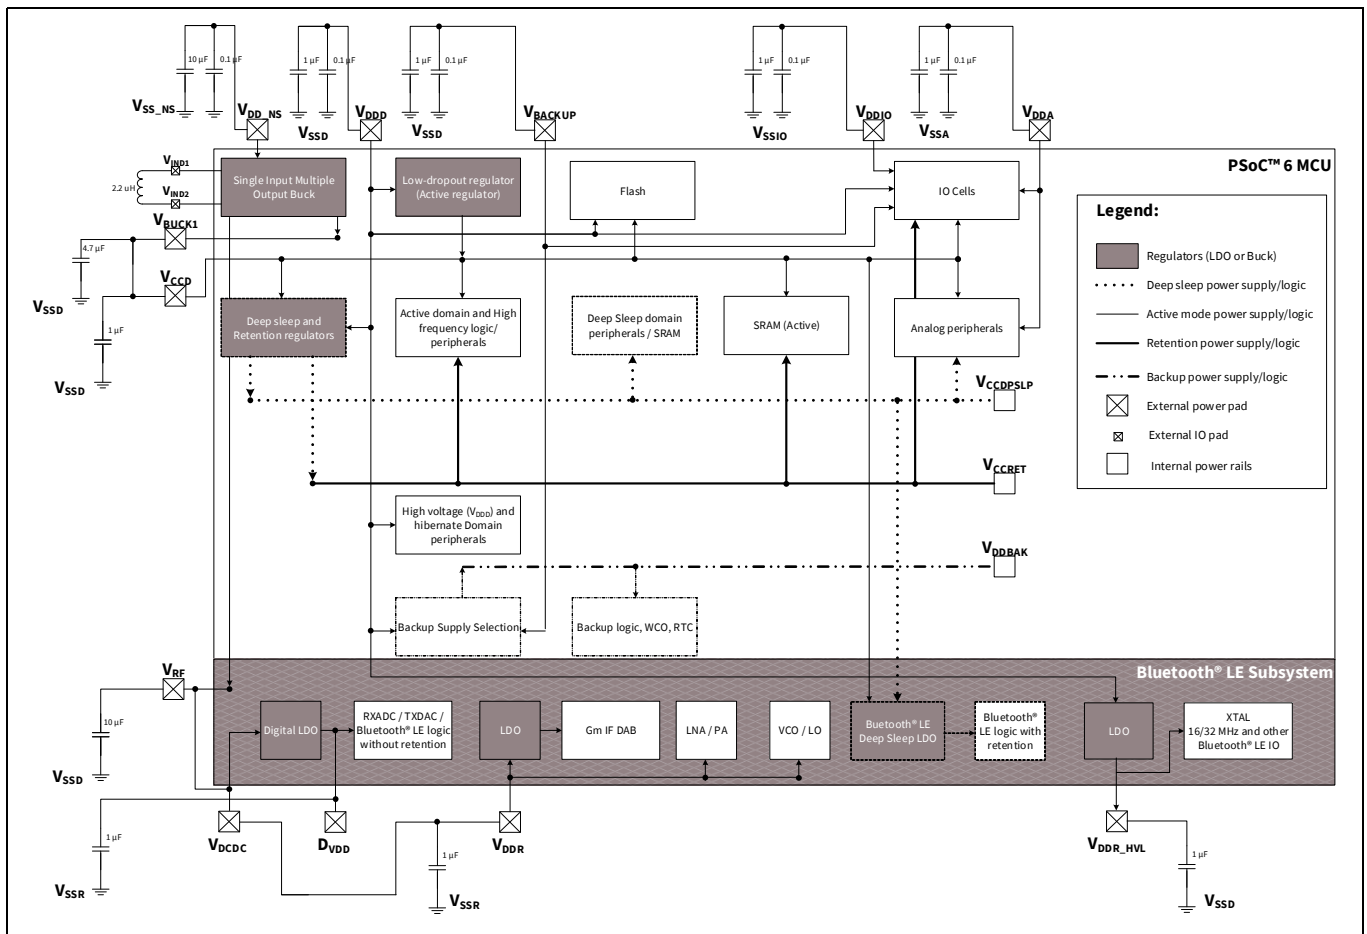 10 µF
0.1 µF
1 µF
0.1 µF
1 µF
0.1 µF
1 µF
0.1 µF
1 µF
0.1 µF
VSS_NS
VDD_NS
VSSD
VDDD
VSSD
VBACKUP
VSSIO
VDDIO
VSSA
VDDA
PSoC™ 6 MCU
VIND1
2.2 uH
VIND2
Single Input Multiple
Output Buck
Low-dropout regulator
(Active regulator)
Flash
IO Cells
Legend:
Regulators (LDO or Buck)
Deep sleep power supply/logic
Active mode power supply/logic
Retention power supply/logic
Backup power supply/logic
External power pad
External IO pad
Internal power rails
VBUCK1
4.7 µF
VCCD
VSSD
1 µF
VSSD
Deep sleep and
Retention regulators
Active domain and High
frequency logic/
peripherals
Deep Sleep domain
peripherals / SRAM
SRAM (Active)
Analog peripherals
VCCDPSLP
VCCRET
High voltage (VDDD) and
hibernate Domain
peripherals
VDDBAK
Backup Supply Selection
Backup logic, WCO, RTC
Bluetooth® LE Subsystem
VRF
10 µF
VSSD
Digital LDO
RXADC / TXDAC /
Bluetooth® LE logic
without retention
LDO
Gm IF DAB
LNA / PA
VCO / LO
Buetooth® LE
Deep Sleep LDO
Bluetooth®
LE logic with
retention
LDO
XTAL
16/32 MHz and other
Bluetooth® LE IO
1 µF
VSSR
VDCDC
DVDD
1 µF
VSSR
VDDR
VDDR_HVL
1 µF
VSSD